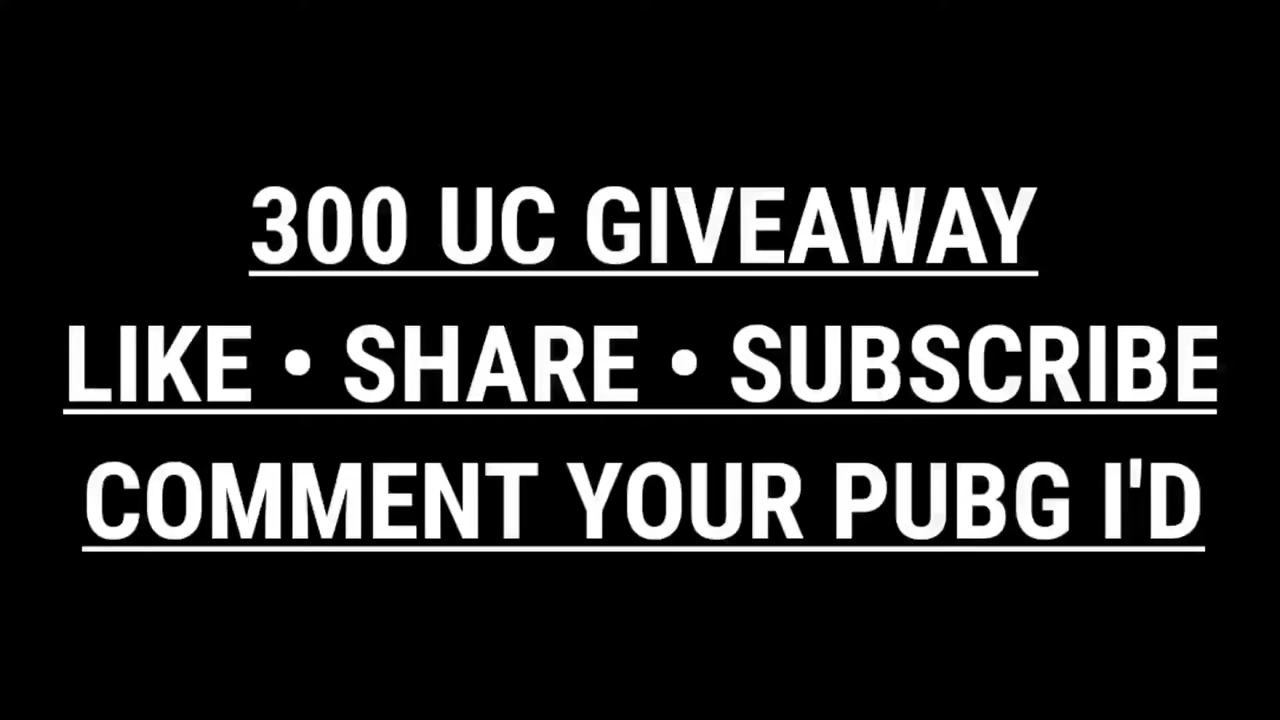 300 UC GIVEAWAY
LIKE • SHARE • SUBSCRIBE
COMMENT YOUR PUBG I'D